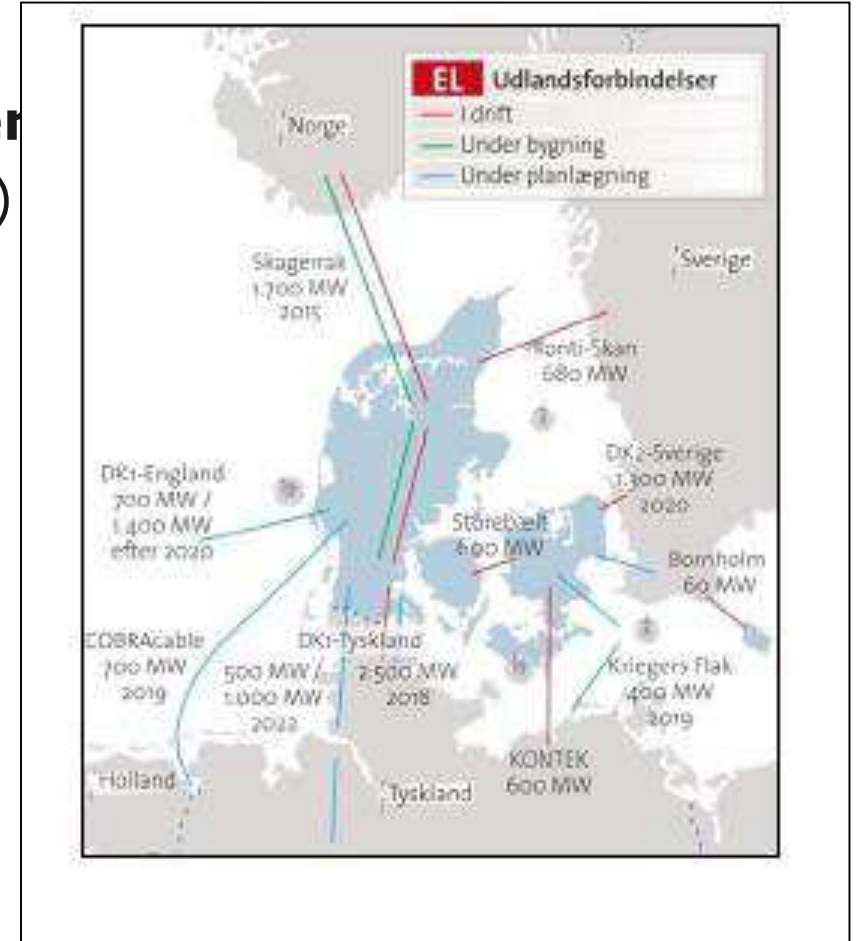 EL Udlandsforbindelser
I drift
Under bygning
Under planlægning
Norge
Sverige
Skagerrak
1.700 MW
2015
Konti-Skan
680 MW
DK2-Sverige
1.300 MW
2020
DK1-England
700 MW /
1.400 MW
efter 2020
Storebælt
600 MW
Bornholm
60 MW
COBRAcable
700 MW
2019
DK1-Tyskland
500 MW /
1.000 MW
2022
2.500 MW
2018
Kriegers Flak
400 MW
2019
KONTEK
600 MW
Holland
Tyskland